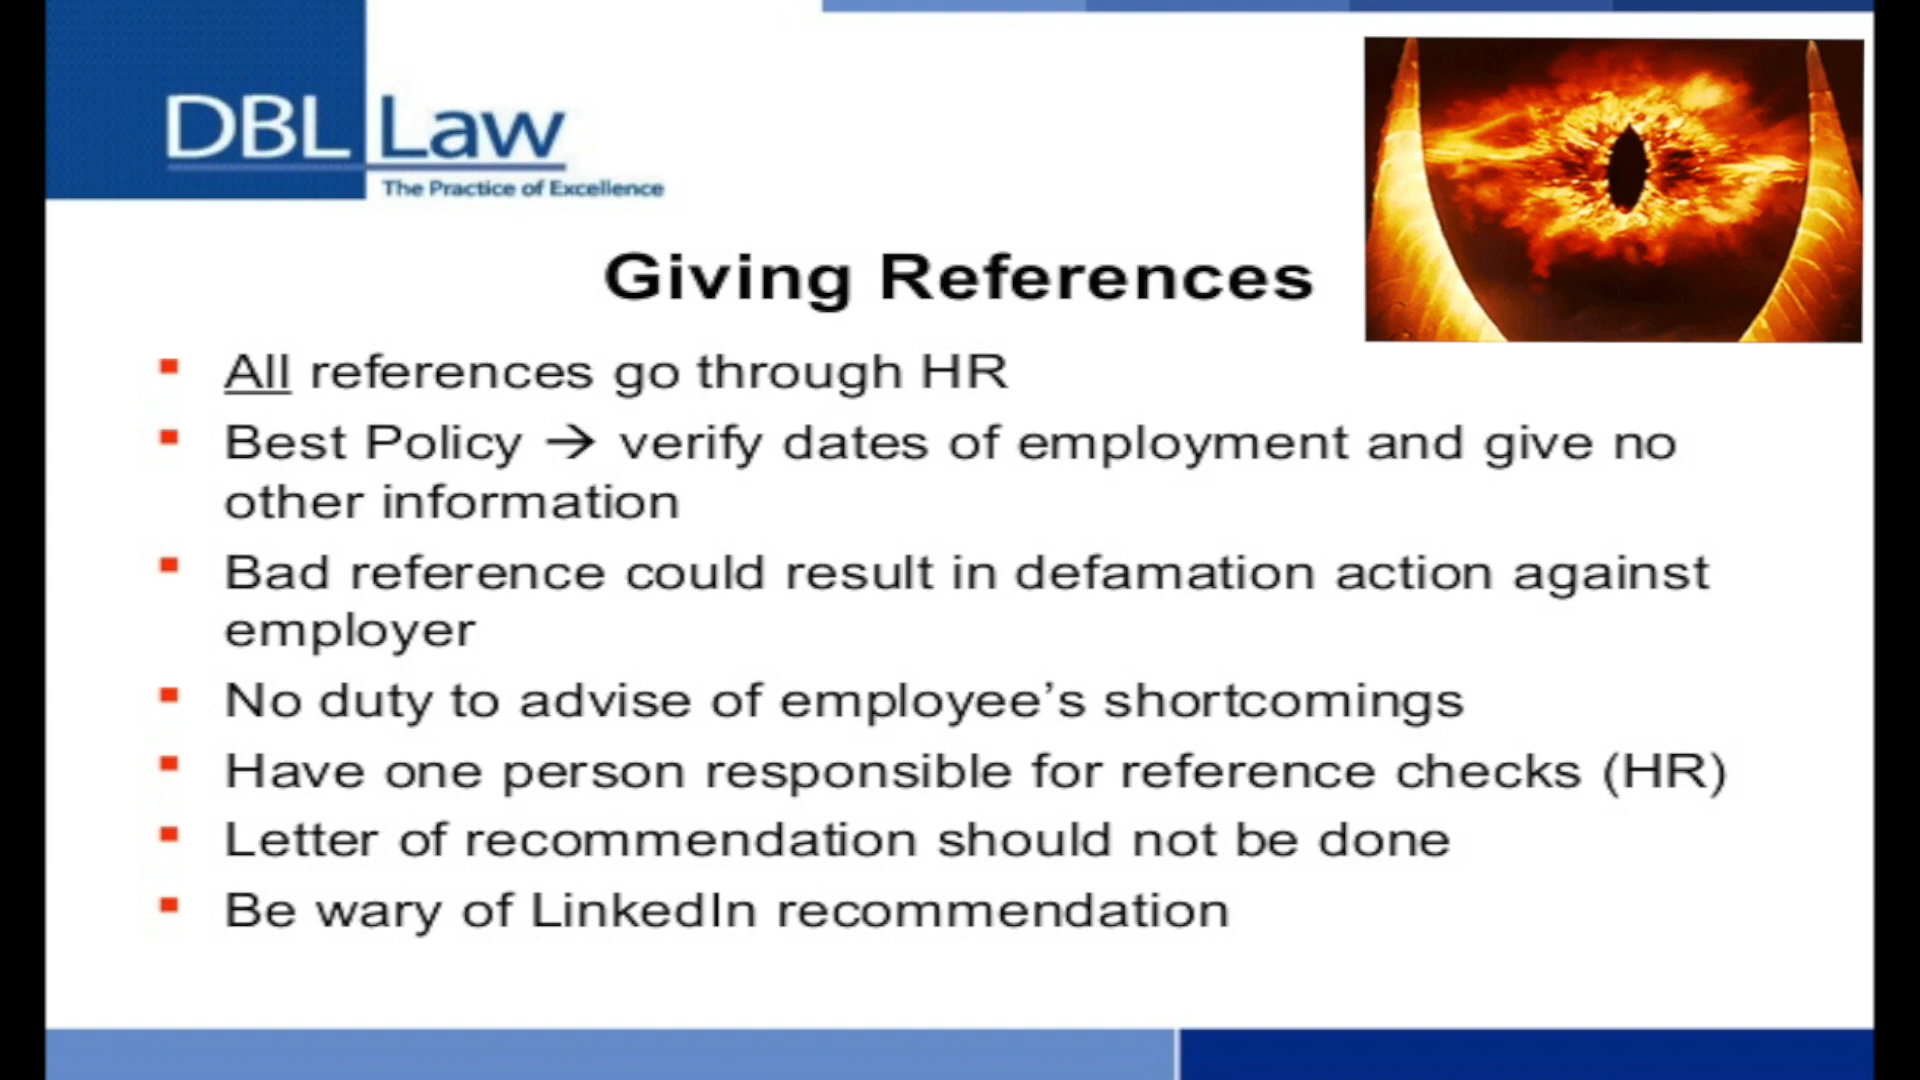 DBL Law
The Practice of Excellence
Giving References
All references go through HR
Best Policy → verify dates of employment and give no
other information
Bad reference could result in defamation action against
employer
No duty to advise of employee’s shortcomings
Have one person responsible for reference checks (HR)
Letter of recommendation should not be done
Be wary of LinkedIn recommendation